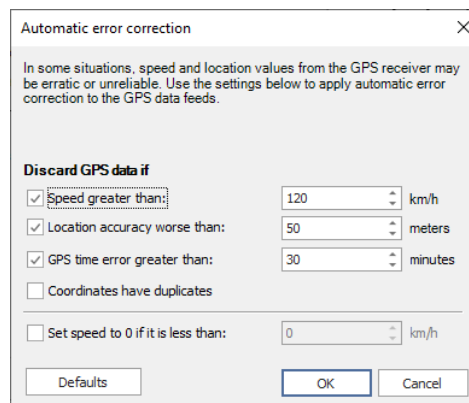 Automatic error correction
In some situations, speed and location values from the GPS receiver may
be erratic or unreliable. Use the settings below to apply automatic error
correction to the GPS data feeds.
Discard GPS data if
Speed greater than: 120 km/h
Location accuracy worse than: 50 meters
GPS time error greater than: 30 minutes
Coordinates have duplicates
Set speed to 0 if it is less than: 0 km/h
Defaults OK Cancel